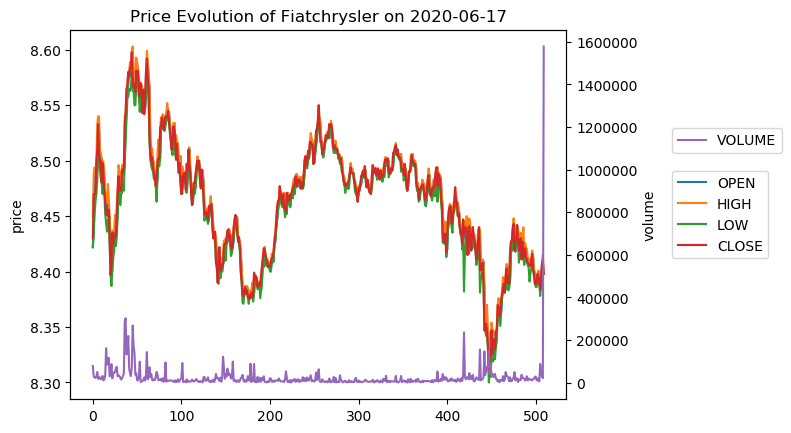 Price Evolution of Fiatchrysler on 2020-06-17
8.60
8.55
8.50
8.45
8.40
8.35
8.30
price
0
100
200
300
400
500
1600000
1400000
1200000
1000000
800000
600000
400000
200000
0
volume
VOLUME
OPEN
HIGH
LOW
CLOSE